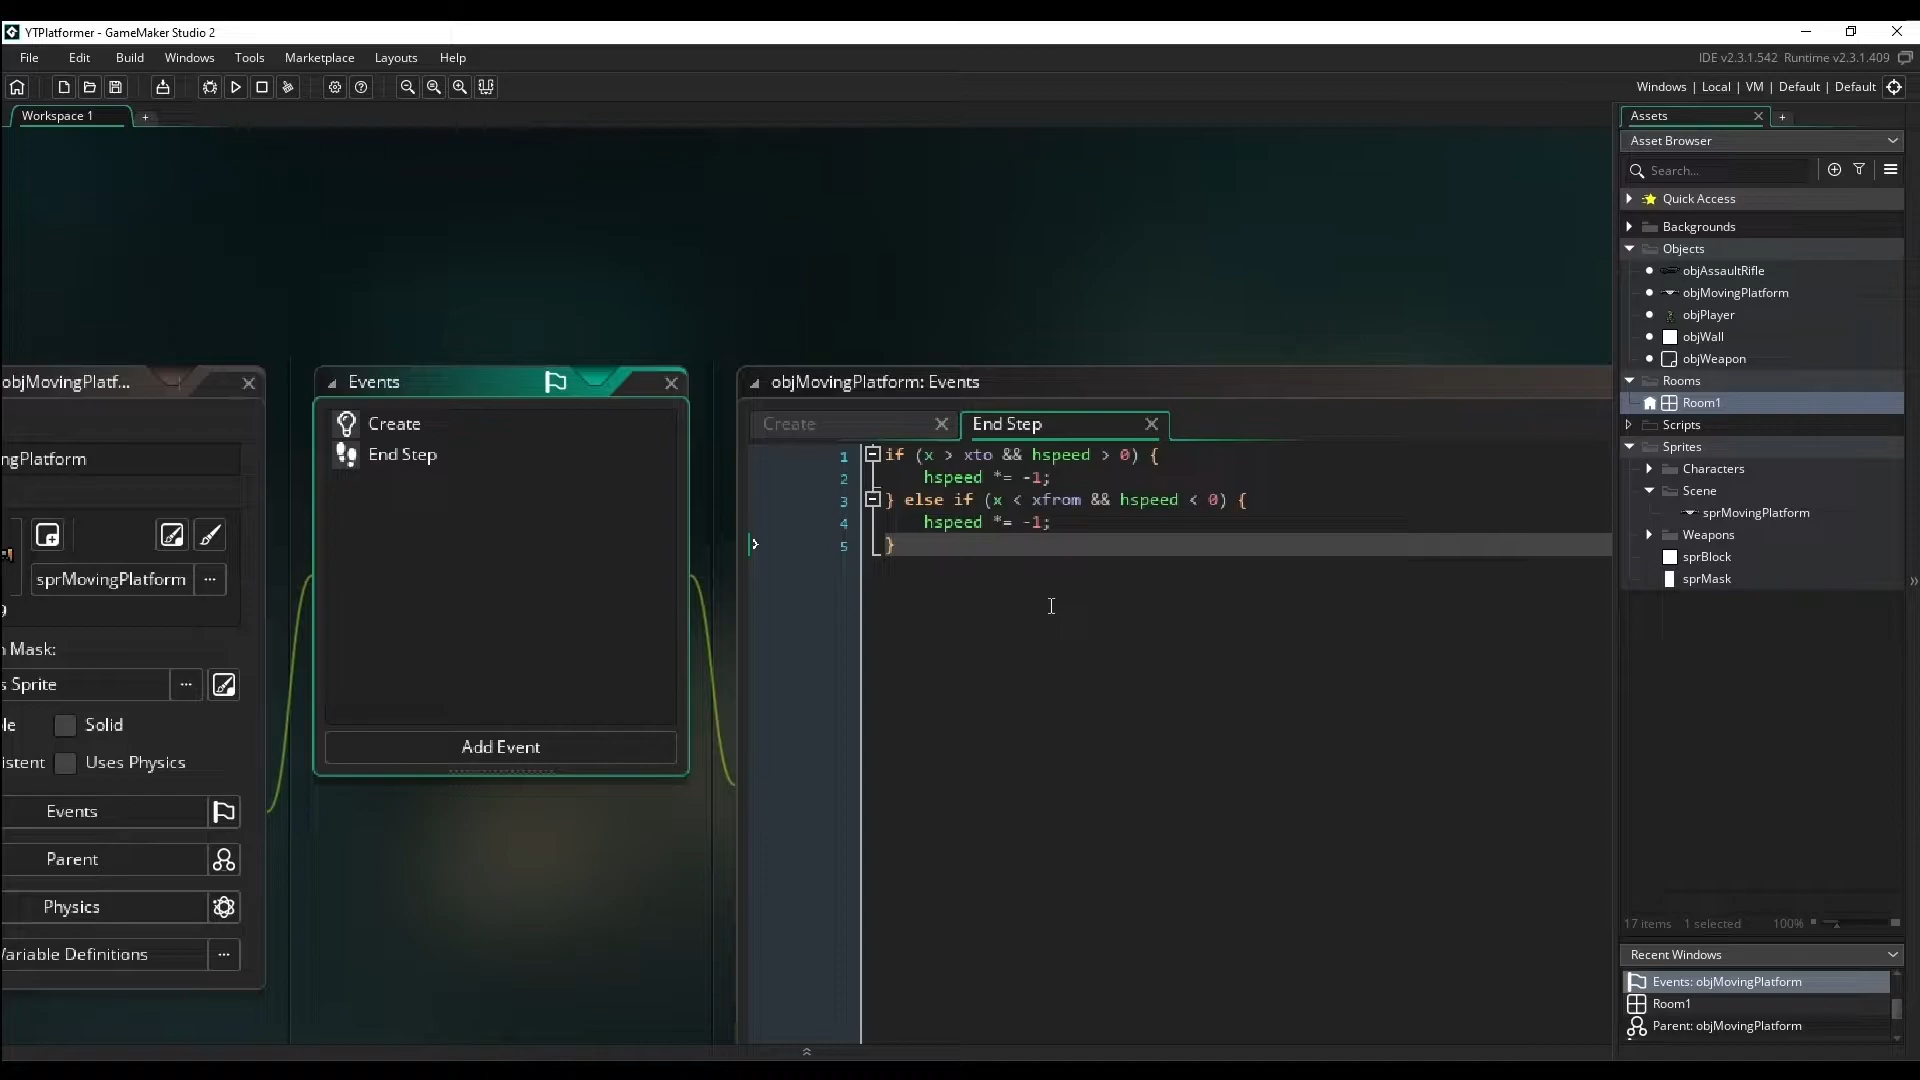 YTPlatformer - GameMaker Studio 2
File Edit Build Windows Tools Marketplace Layouts Help
IDE v2.3.1.542 Runtime v2.3.1.409
Windows | Local | VM | Default | Default
Workspace 1
Assets
Asset Browser
Search...
Quick Access
Backgrounds
Objects
objAssaultRifle
objMovingPlatform
objPlayer
objWall
objWeapon
Rooms
Room1
Scripts
Sprites
Characters
Scene
sprMovingPlatform
Weapons
sprBlock
sprMask
17 items 1 selected 100%
Recent Windows
Events: objMovingPlatform
Room1
Parent: objMovingPlatform
objMovingPlatf...
ngPlatform
sprMovingPlatform ...
g
n Mask:
s Sprite ...
le Solid
istent Uses Physics
Events
Parent
Physics
Variable Definitions ...
Events
Create
End Step
Add Event
objMovingPlatform: Events
Create End Step
1 if (x > xto && hspeed > 0) {
2 hspeed *= -1;
3 } else if (x < xfrom && hspeed < 0) {
4 hspeed *= -1;
5 }